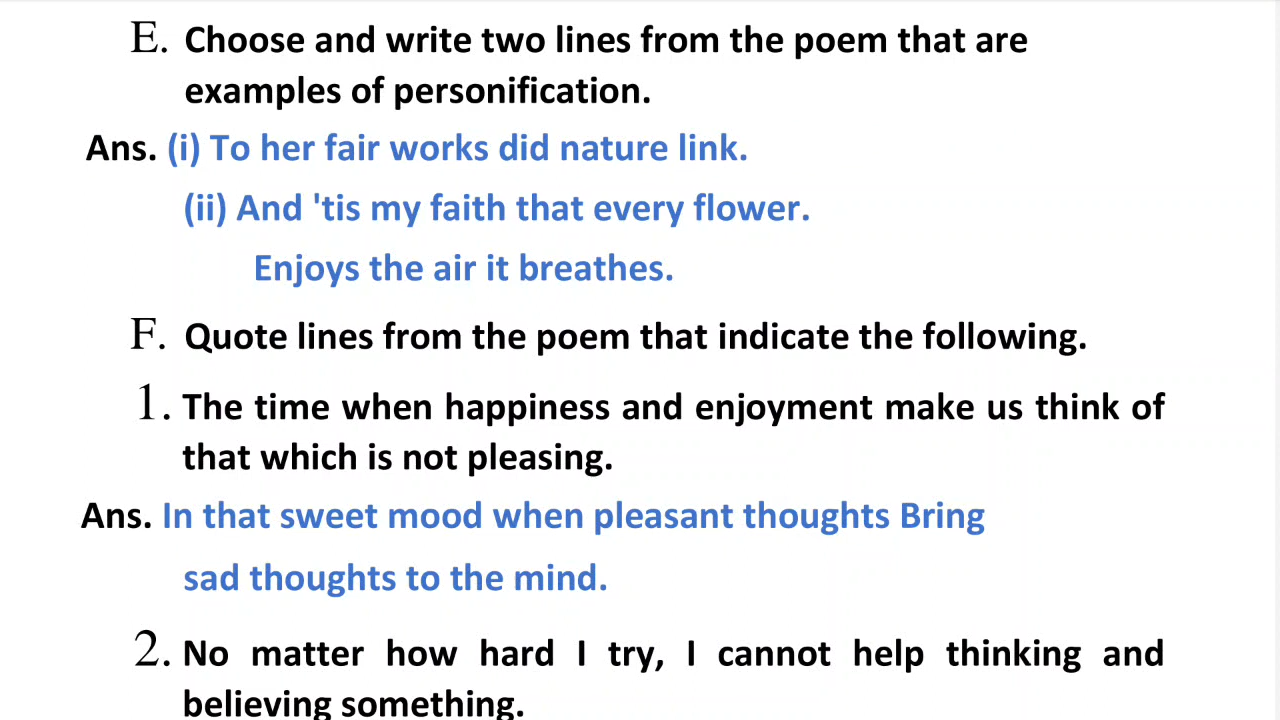 E. Choose and write two lines from the poem that are
examples of personification.
Ans. (i) To her fair works did nature link.
(ii) And 'tis my faith that every flower.
Enjoys the air it breathes.
F. Quote lines from the poem that indicate the following.
1. The time when happiness and enjoyment make us think of
that which is not pleasing.
Ans. In that sweet mood when pleasant thoughts Bring
sad thoughts to the mind.
2. No matter how hard I try, I cannot help thinking and
believing something.